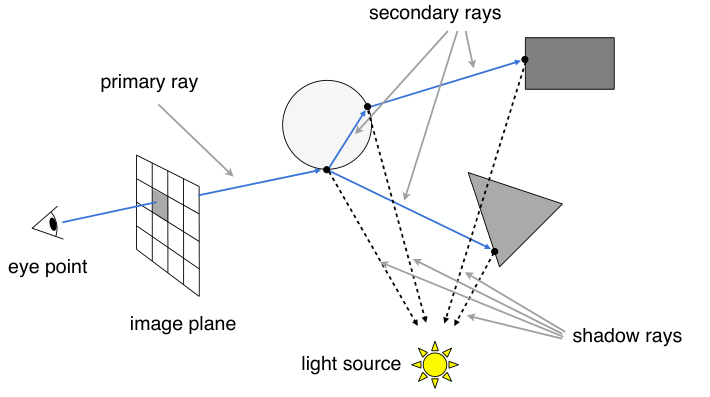 secondary rays
primary ray
eye point
image plane
shadow rays
light source